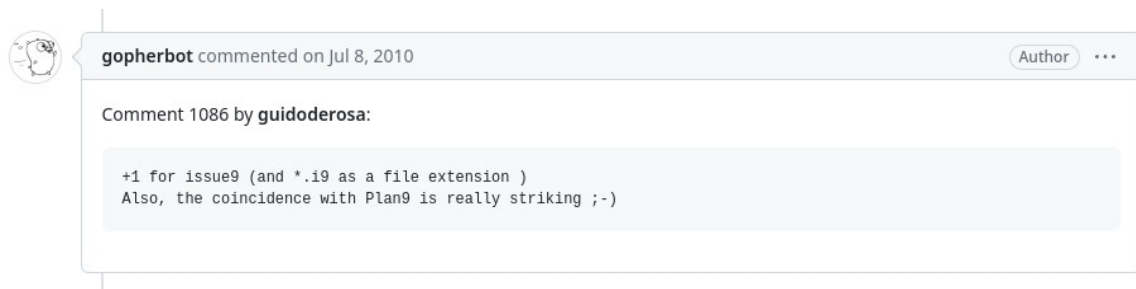 gopherbot commented on Jul 8, 2010 Author ...
Comment 1086 by guidoderosa:
+1 for issue9 (and *.i9 as a file extension )
Also, the coincidence with Plan9 is really striking ;-)